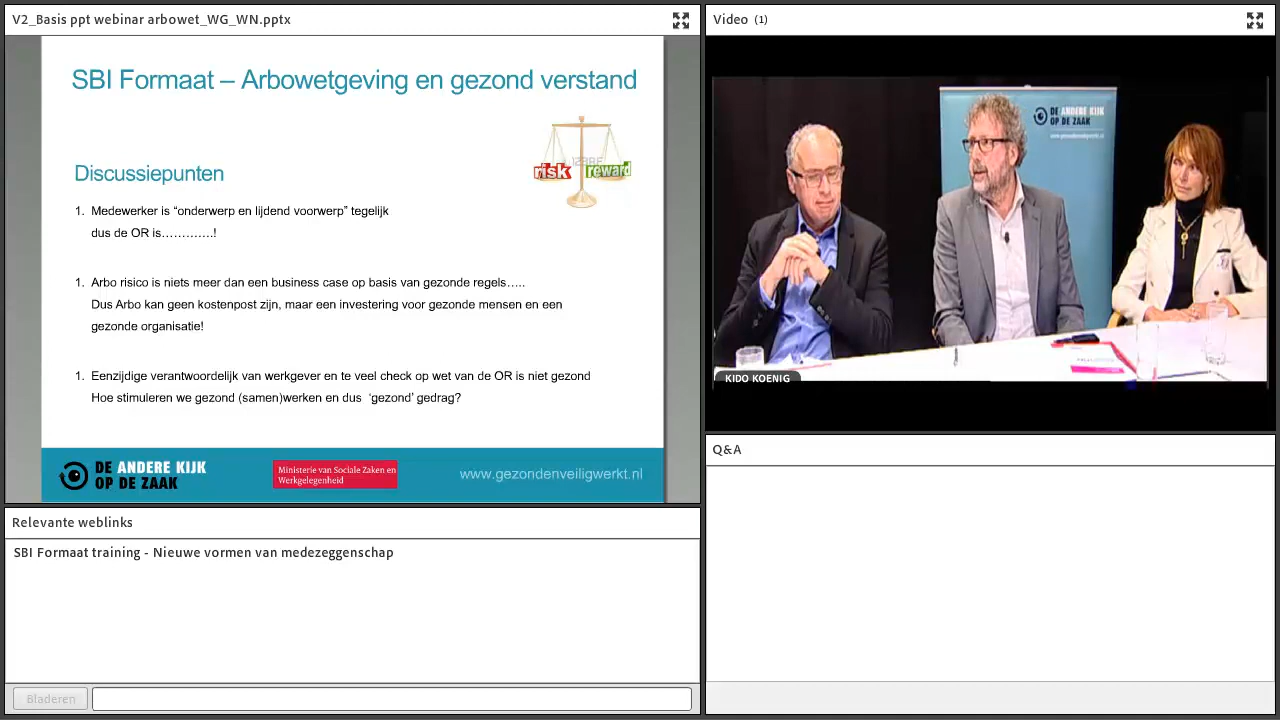 V2_Basis ppt webinar arbowet_WG_WN.pptx
SBI Formaat – Arbowetgeving en gezond verstand
risk
reward
Discussiepunten
1. Medewerker is “onderwerp en lijdend voorwerp” tegelijk
dus de OR is…………!
1. Arbo risico is niets meer dan een business case op basis van gezonde regels…..
Dus Arbo kan geen kostenpost zijn, maar een investering voor gezonde mensen en een
gezonde organisatie!
1. Eenzijdige verantwoordelijk van werkgever en te veel check op wet van de OR is niet gezond
Hoe stimuleren we gezond (samen)werken en dus ‘gezond’ gedrag?
DE ANDERE KIJK
OP DE ZAAK
Ministerie van Sociale Zaken en
Werkgelegenheid
www.gezondenveiligwerkt.nl
Relevante weblinks
SBI Formaat training - Nieuwe vormen van medezeggenschap
Bladeren
Video (1)
DE ANDERE KIJK
OP DE ZAAK
KIDO KOENIG
Q&A